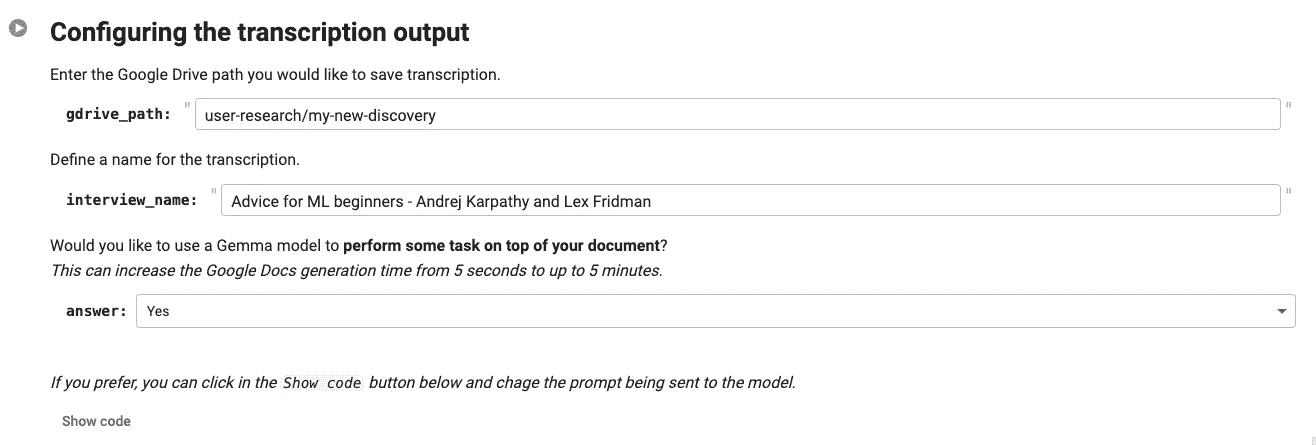 Configuring the transcription output
Enter the Google Drive path you would like to save transcription.
gdrive_path: " user-research/my-new-discovery "
Define a name for the transcription.
interview_name: " Advice for ML beginners - Andrej Karpathy and Lex Fridman "
Would you like to use a Gemma model to perform some task on top of your document?
This can increase the Google Docs generation time from 5 seconds to up to 5 minutes.
answer: Yes
If you prefer, you can click in the Show code button below and chage the prompt being sent to the model.
Show code